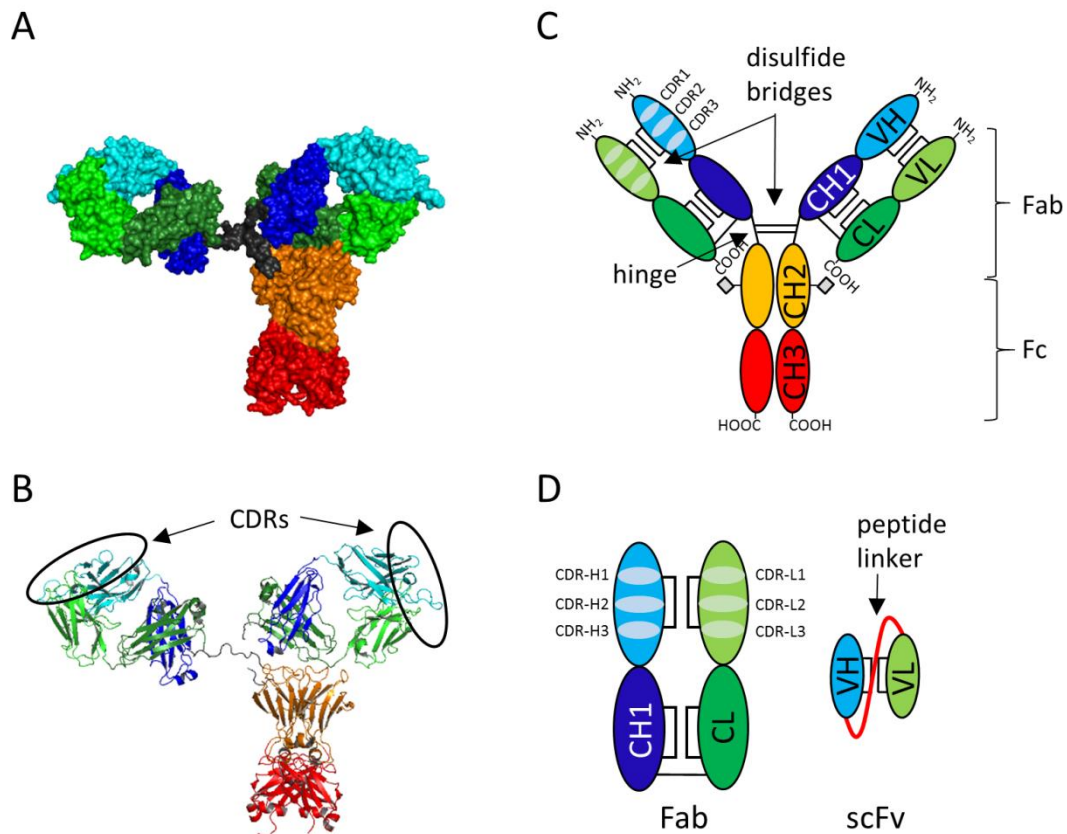 A
B
CDRs
C
disulfide
bridges
NH2
CDR1
CDR2
CDR3
NH2
NH2
NH2
VH
VL
CH1
CL
Fab
hinge
COOH
COOH
CH2
CH3
Fc
HOOC
COOH
D
CDR-H1
CDR-H2
CDR-H3
CDR-L1
CDR-L2
CDR-L3
CH1
CL
Fab
peptide
linker
VH
VL
scFv